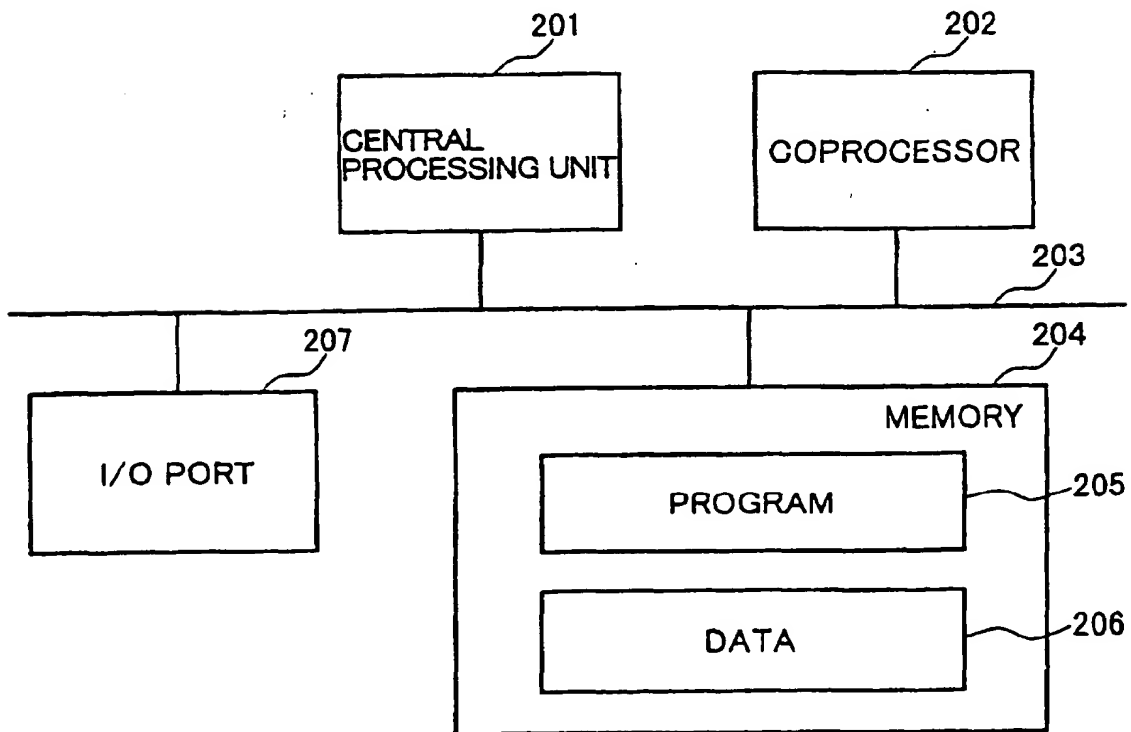 201
202
CENTRAL
PROCESSING UNIT
COPROCESSOR
203
207
204
I/O PORT
MEMORY
PROGRAM
205
DATA
206